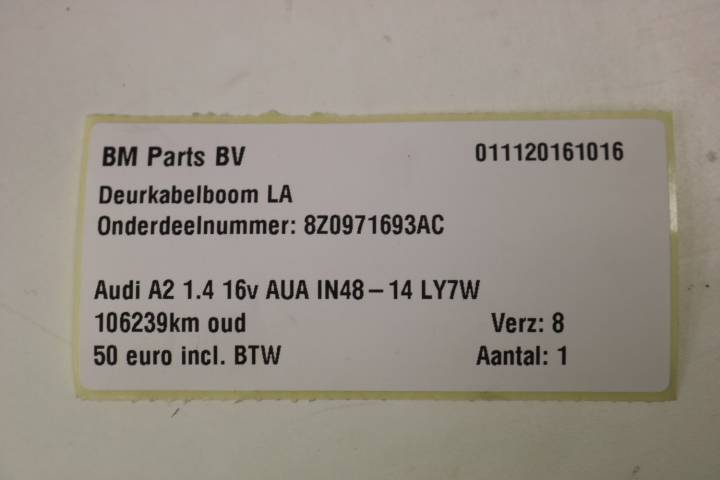 BM Parts BV 011120161016
Deurkabelboom LA
Onderdeelnummer: 8Z0971693AC
Audi A2 1.4 16v AUA IN48-14 LY7W
106239km oud Verz: 8
50 euro incl. BTW Aantal: 1